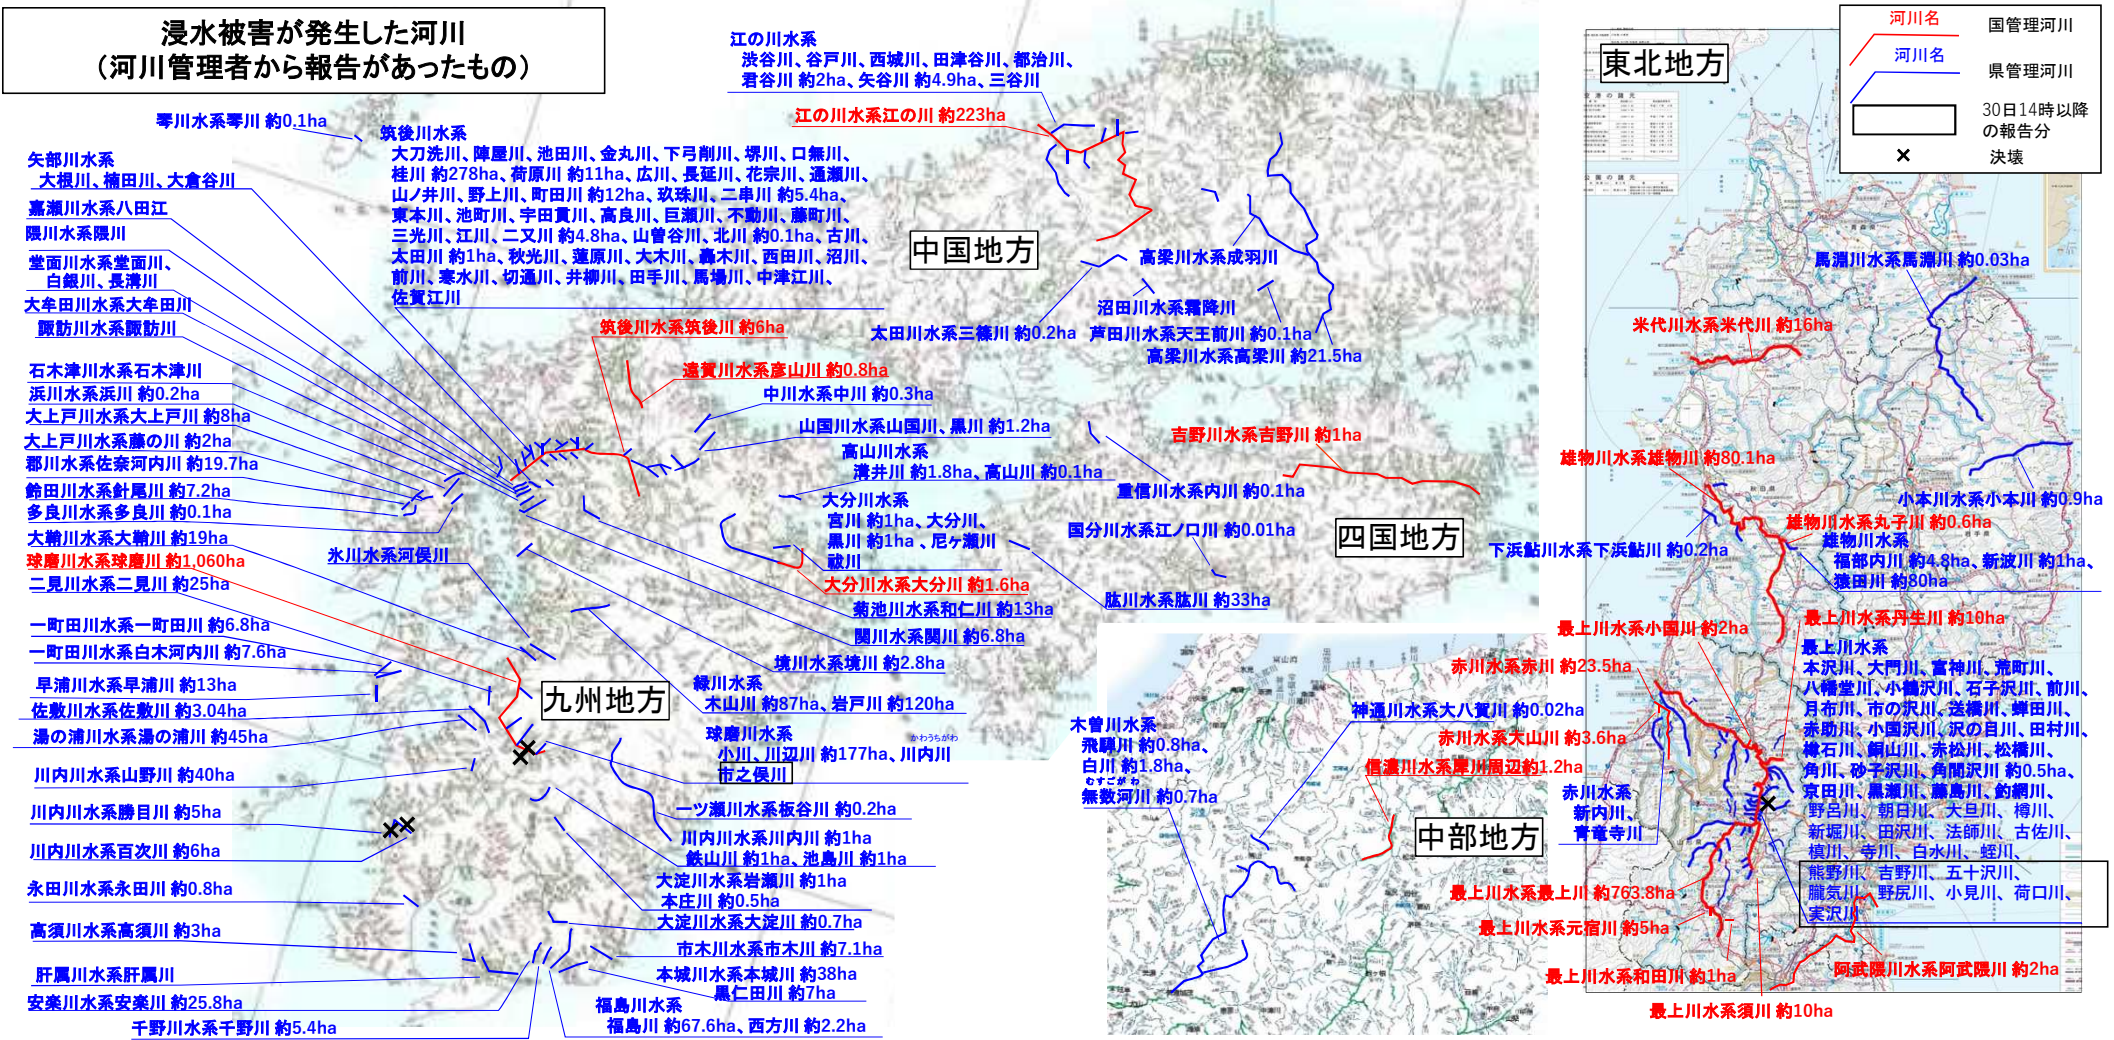 浸水被害が発生した河川
（河川管理者から報告があったもの）
琴川水系琴川 約0.1ha
矢部川水系
大根川、楠田川、大倉谷川
嘉瀬川水系八田江
隈川水系隈川
堂面川水系堂面川、
白銀川、長溝川
大牟田川水系大牟田川
諏訪川水系諏訪川
石木津川水系石木津川
浜川水系浜川 約0.2ha
大上戸川水系大上戸川 約8ha
大上戸川水系藤の川 約2ha
郡川水系佐奈河内川 約19.7ha
鈴田川水系針尾川 約7.2ha
多良川水系多良川 約0.1ha
大鞘川水系大鞘川 約19ha
球磨川水系球磨川 約1,060ha
二見川水系二見川 約25ha
一町田川水系一町田川 約6.8ha
一町田川水系白木河内川 約7.6ha
早浦川水系早浦川 約13ha
佐敷川水系佐敷川 約3.04ha
湯の浦川水系湯の浦川 約45ha
川内川水系山野川 約40ha
川内川水系勝目川 約5ha
川内川水系百次川 約6ha
永田川水系永田川 約0.8ha
高須川水系高須川 約3ha
肝属川水系肝属川
安楽川水系安楽川 約25.8ha
千野川水系千野川 約5.4ha
筑後川水系
大刀洗川、陣屋川、池田川、金丸川、下弓削川、堺川、口無川、
桂川 約278ha、荷原川 約11ha、広川、長延川、花宗川、通瀬川、
山ノ井川、野上川、町田川 約12ha、玖珠川、二串川 約5.4ha、
東本川、池町川、宇田貫川、高良川、巨瀬川、不動川、藤町川、
三光川、江川、二又川 約4.8ha、山曽谷川、北川 約0.1ha、古川、
太田川 約1ha、秋光川、蓮原川、大木川、轟木川、西田川、沼川、
前川、寒水川、切通川、井柳川、田手川、馬場川、中津江川、
佐賀江川
筑後川水系筑後川 約6ha
遠賀川水系彦山川 約0.8ha
中川水系中川 約0.3ha
山国川水系山国川、黒川 約1.2ha
高山川水系
溝井川 約1.8ha、高山川 約0.1ha
大分川水系
宮川 約1ha、大分川、
黒川 約1ha 、尼ヶ瀬川
祓川
大分川水系大分川 約1.6ha
菊池川水系和仁川 約13ha
関川水系関川 約6.8ha
境川水系境川 約2.8ha
氷川水系河俣川
九州地方
緑川水系
木山川 約87ha、岩戸川 約120ha
球磨川水系
かわうちがわ
小川、川辺川 約177ha、川内川
市之俣川
一ツ瀬川水系板谷川 約0.2ha
川内川水系川内川 約1ha
鉄山川 約1ha、池島川 約1ha
大淀川水系岩瀬川 約1ha
本庄川 約0.5ha
大淀川水系大淀川 約0.7ha
市木川水系市木川 約7.1ha
本城川水系本城川 約38ha
黒仁田川 約7ha
福島川水系
福島川 約67.6ha、西方川 約2.2ha
江の川水系
渋谷川、谷戸川、西城川、田津谷川、都治川、
君谷川 約2ha、矢谷川 約4.9ha、三谷川
江の川水系江の川 約223ha
中国地方
高梁川水系成羽川
沼田川水系霜降川
太田川水系三篠川 約0.2ha
芦田川水系天王前川 約0.1ha
高梁川水系高梁川 約21.5ha
吉野川水系吉野川 約1ha
重信川水系内川 約0.1ha
国分川水系江ノ口川 約0.01ha
四国地方
肱川水系肱川 約33ha
木曽川水系
飛騨川 約0.8ha、
白川 約1.8ha、
むすごがわ
無数河川 約0.7ha
神通川水系大八賀川 約0.02ha
信濃川水系犀川周辺約1.2ha
中部地方
東北地方
河川名
国管理河川
河川名
県管理河川
30日14時以降
の報告分
決壊
馬淵川水系馬淵川 約0.03ha
米代川水系米代川 約16ha
雄物川水系雄物川 約80.1ha
小本川水系小本川 約0.9ha
雄物川水系丸子川 約0.6ha
下浜鮎川水系下浜鮎川 約0.2ha
雄物川水系
福部内川 約4.8ha、新波川 約1ha、
猿田川 約80ha
最上川水系丹生川 約10ha
最上川水系小国川 約2ha
赤川水系赤川 約23.5ha
赤川水系大山川 約3.6ha
赤川水系
新内川、
青竜寺川
最上川水系
本沢川、大門川、富神川、荒町川、
八幡堂川、小鶴沢川、石子沢川、前川、
月布川、市の沢川、送橋川、蝉田川、
赤助川、小国沢川、沢の目川、田村川、
樽石川、銅山川、赤松川、松橋川、
角川、砂子沢川、角間沢川 約0.5ha、
京田川、黒瀬川、藤島川、釣網川、
野呂川、朝日川、大旦川、樽川、
新堀川、田沢川、法師川、古佐川、
槙川、寺川、白水川、蛭川、
熊野川、吉野川、五十沢川、
朧気川、野尻川、小見川、荷口川、
実沢川
最上川水系最上川 約763.8ha
最上川水系元宿川 約5ha
最上川水系和田川 約1ha
最上川水系須川 約10ha
阿武隈川水系阿武隈川 約2ha